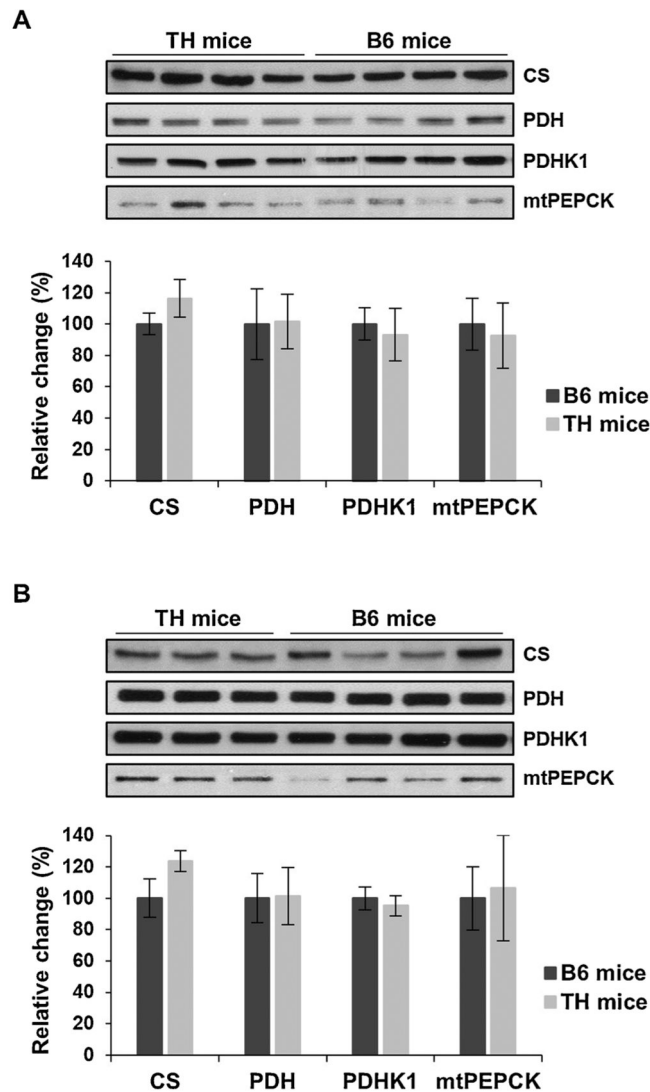 A
TH mice B6 mice
CS
PDH
PDHK1
mtPEPCK
Relative change (%)
140
120
100
80
60
40
20
0
CS PDH PDHK1 mtPEPCK
B6 mice
TH mice
B
TH mice B6 mice
CS
PDH
PDHK1
mtPEPCK
Relative change (%)
140
120
100
80
60
40
20
0
CS PDH PDHK1 mtPEPCK
B6 mice
TH mice